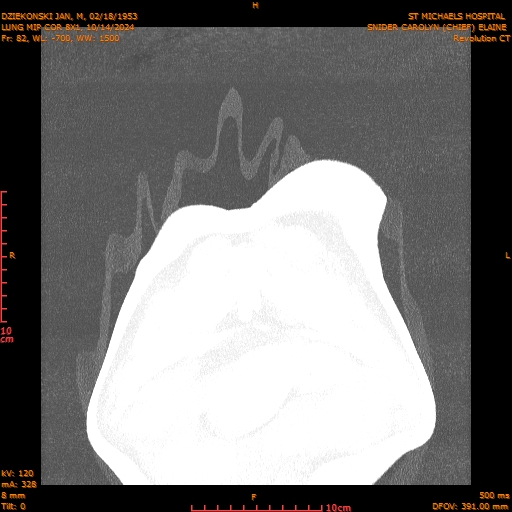 H
DZIEKONSKI JAN, M, 02/18/1953
LUNG MIP COR 8X1, 10/14/2024
Fr: 82, WL: -700, WW: 1500
ST MICHAELS HOSPITAL
SNIDER CAROLYN (CHIEF) ELAINE
Revolution CT
R
L
10
cm
kV: 120
mA: 328
8 mm
Tilt: 0
F
10cm
500 ms
DFOV: 391.00 mm